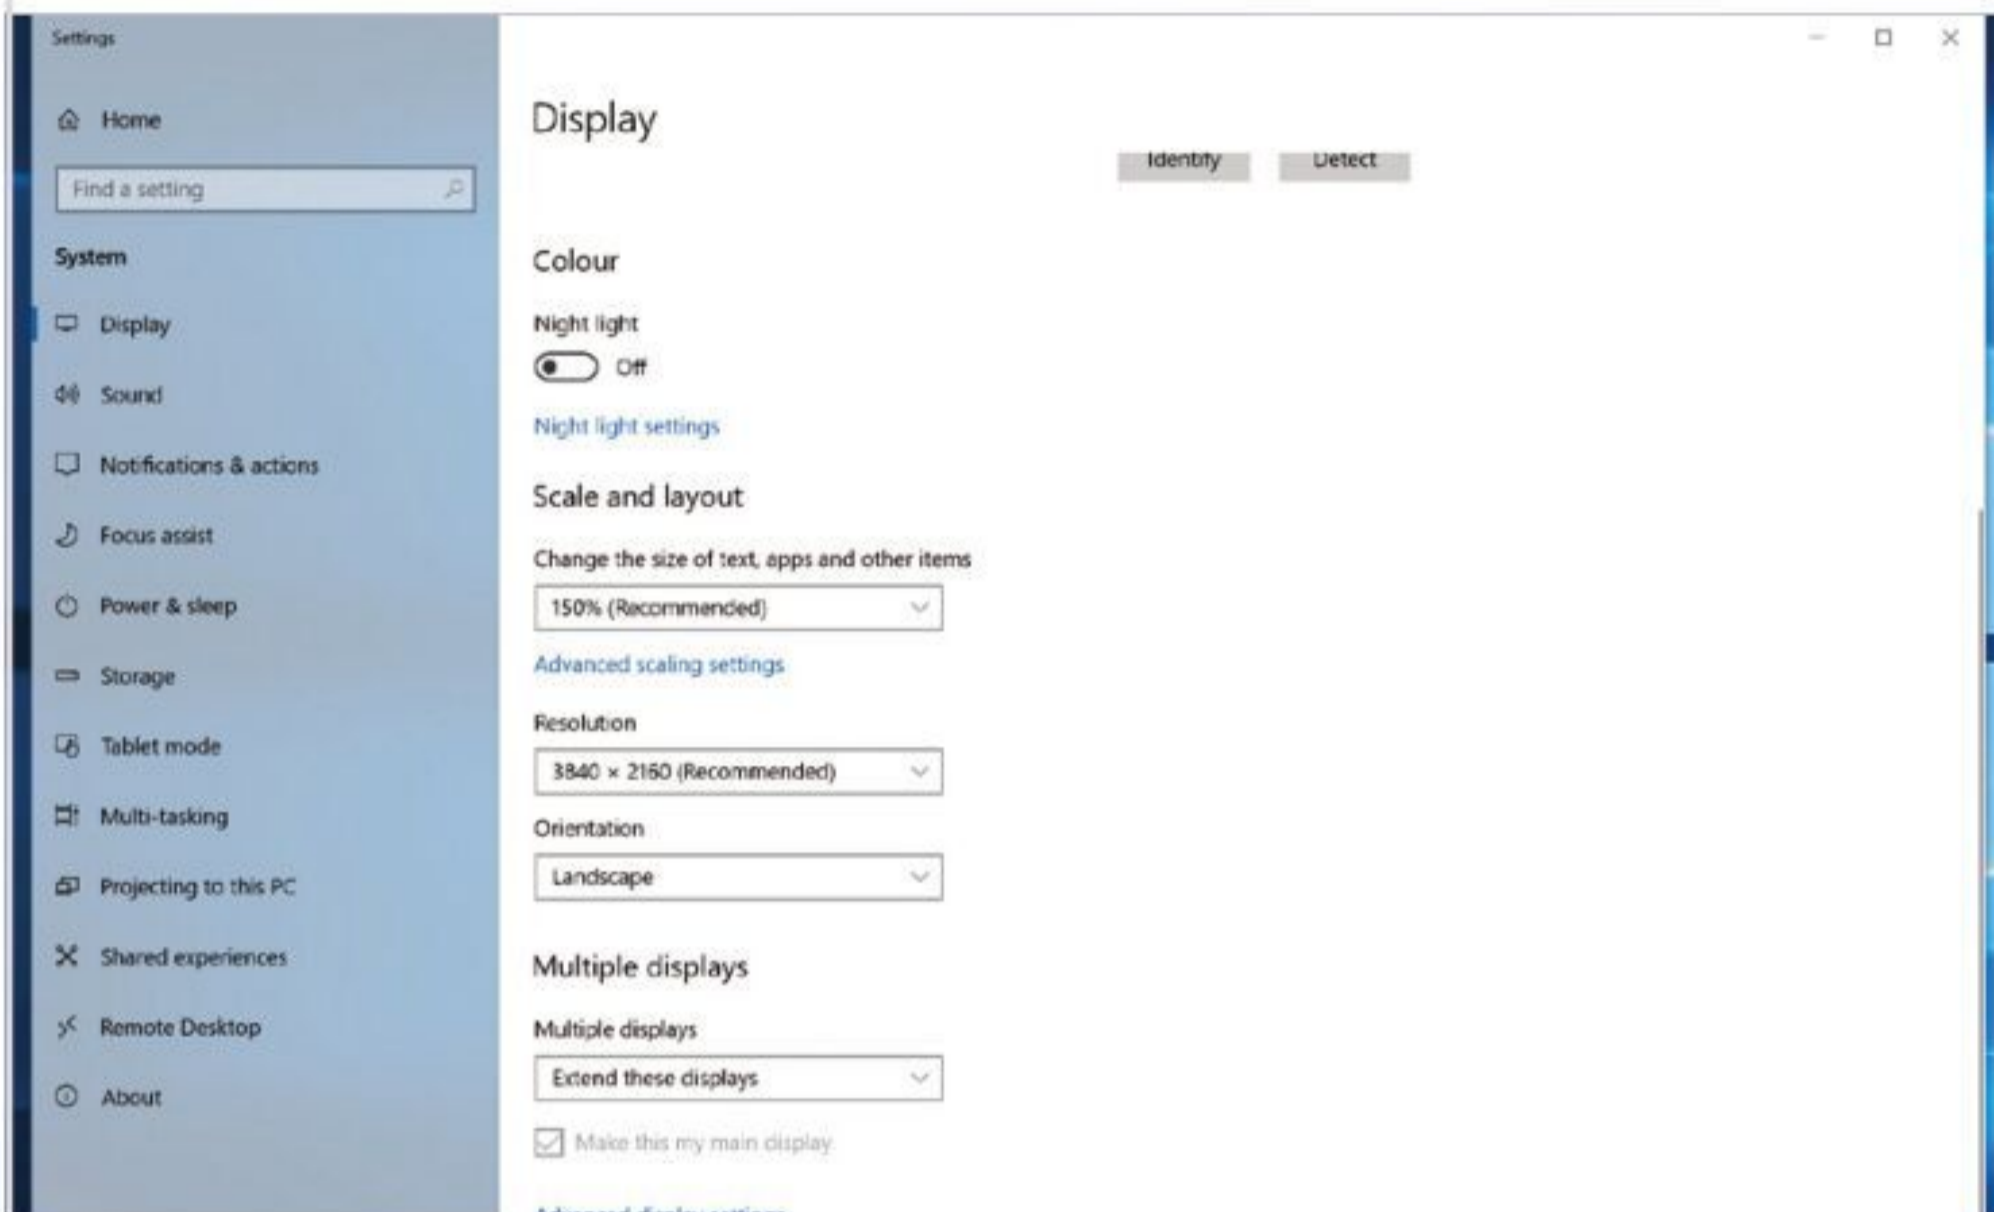 Settings
Home
Find a setting
System
Display
Sound
Notifications & actions
Focus assist
Power & sleep
Storage
Tablet mode
Multi-tasking
Projecting to this PC
Shared experiences
Remote Desktop
About
Display
Identify Detect
Colour
Night light
Off
Night light settings
Scale and layout
Change the size of text, apps and other items
150% (Recommended)
Advanced scaling settings
Resolution
3840 × 2160 (Recommended)
Orientation
Landscape
Multiple displays
Multiple displays
Extend these displays
Make this my main display
Advanced display settings